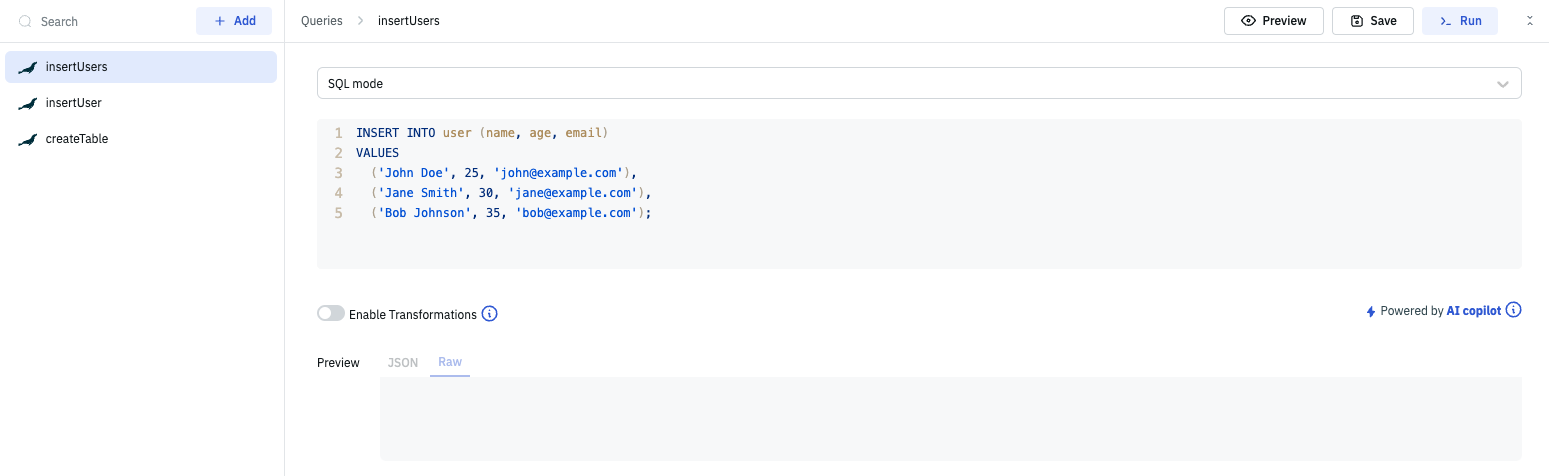 Search
+ Add
Queries > insertUsers
Preview
Save
>_ Run
insertUsers
insertUser
createTable
SQL mode
1 INSERT INTO user (name, age, email)
2 VALUES
3   ('John Doe', 25, 'john@example.com'),
4   ('Jane Smith', 30, 'jane@example.com'),
5   ('Bob Johnson', 35, 'bob@example.com');
Enable Transformations
Powered by AI copilot
Preview
JSON
Raw